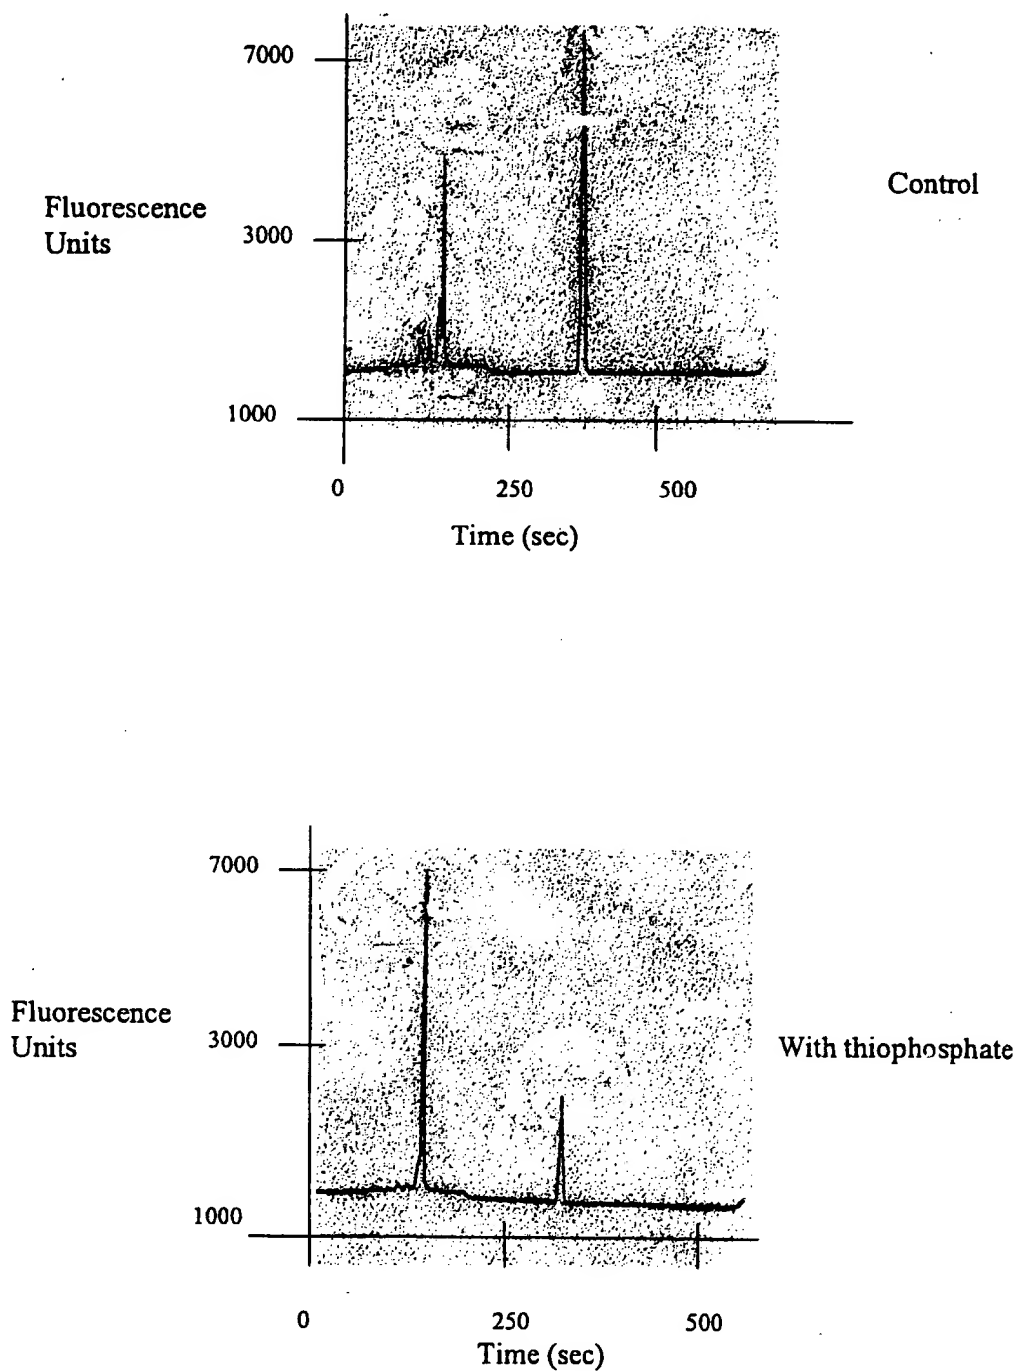 7000
Control
Fluorescence
Units
3000
1000
0 250 500
Time (sec)
7000
Fluorescence
Units
3000
With thiophosphate
1000
0 250 500
Time (sec)